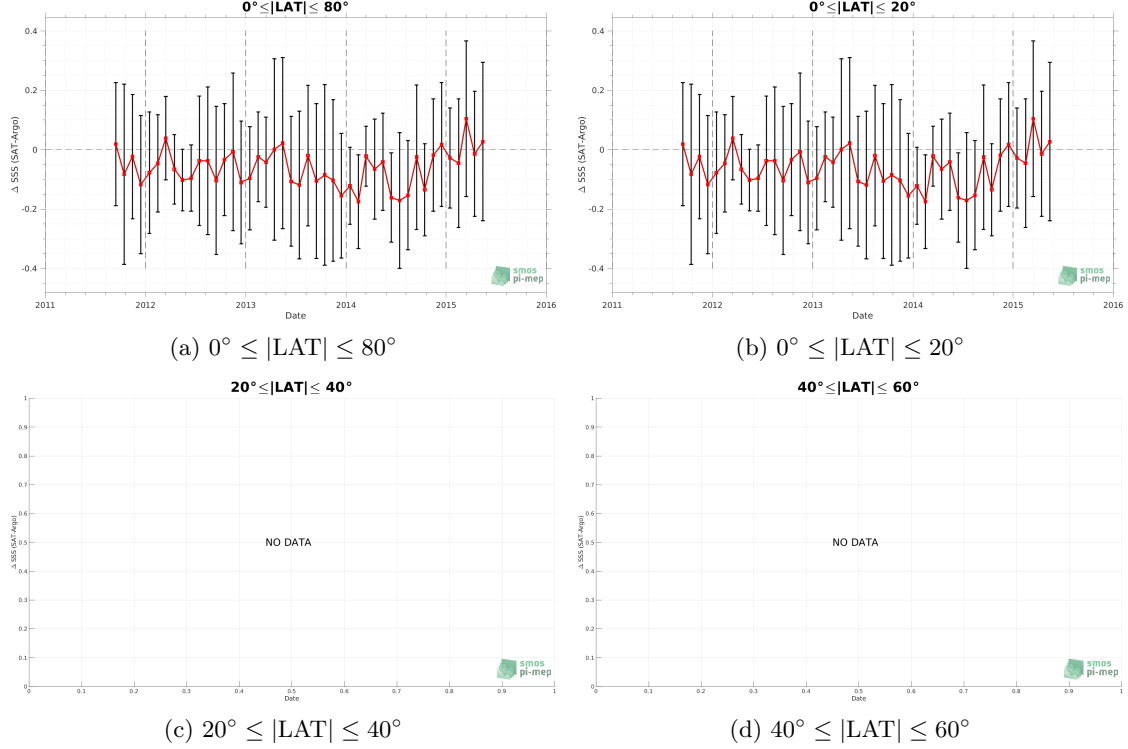 0°≤|LAT|≤ 80°
0.4
0.2
0
-0.2
-0.4
Δ SSS (SAT-Argo)
2011 2012 2013 2014 2015 2016
Date
smos
pi-mep
(a) 0° ≤ |LAT| ≤ 80°
0°≤|LAT|≤ 20°
0.4
0.2
0
-0.2
-0.4
Δ SSS (SAT-Argo)
2011 2012 2013 2014 2015 2016
Date
smos
pi-mep
(b) 0° ≤ |LAT| ≤ 20°
20°≤|LAT|≤ 40°
1
0.9
0.8
0.7
0.6
0.5
0.4
0.3
0.2
0.1
0
Δ SSS (SAT-Argo)
NO DATA
0 0.1 0.2 0.3 0.4 0.5 0.6 0.7 0.8 0.9 1
Date
smos
pi-mep
(c) 20° ≤ |LAT| ≤ 40°
40°≤|LAT|≤ 60°
1
0.9
0.8
0.7
0.6
0.5
0.4
0.3
0.2
0.1
0
Δ SSS (SAT-Argo)
NO DATA
0 0.1 0.2 0.3 0.4 0.5 0.6 0.7 0.8 0.9 1
Date
smos
pi-mep
(d) 40° ≤ |LAT| ≤ 60°